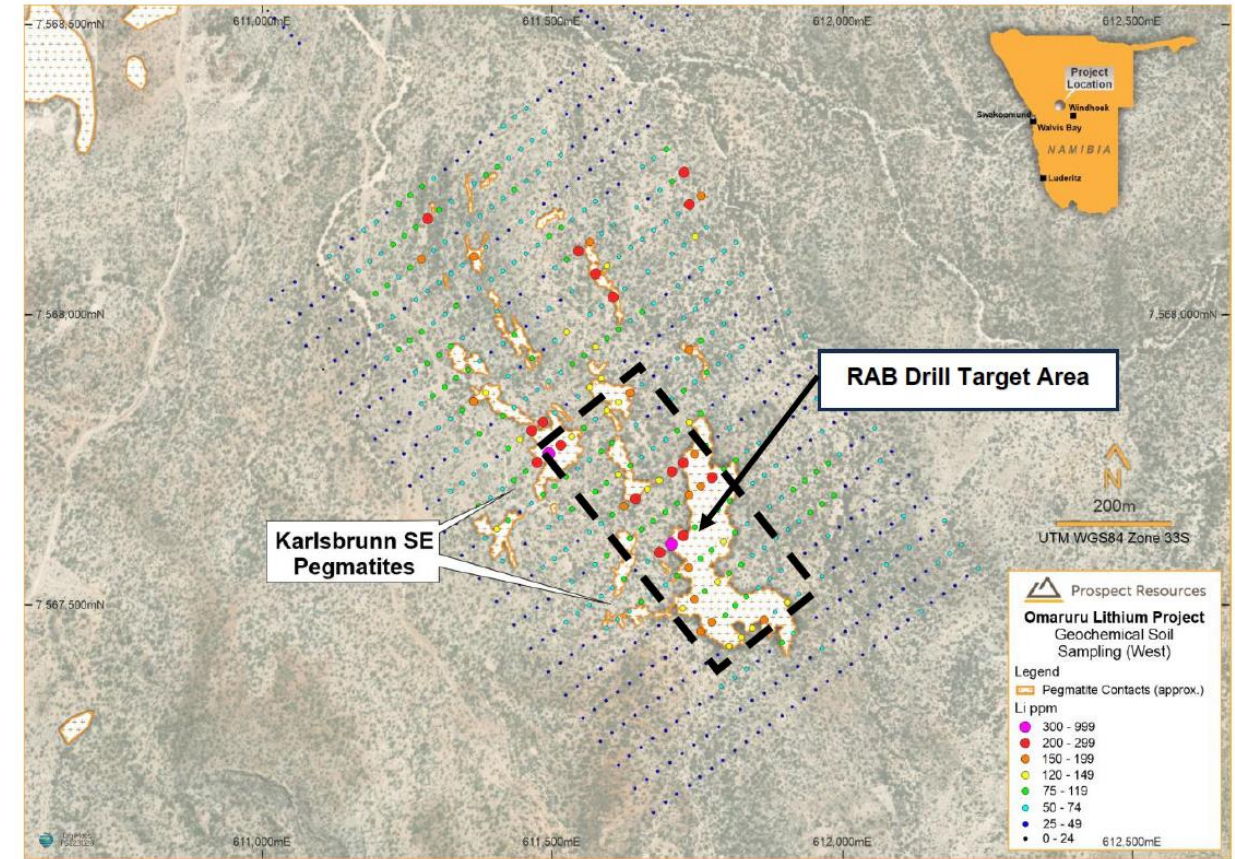 611,000mE
611,500mE
612,000mE
612,500mE
7,568,500mN
Project
Location
Swakopmund
Windhoek
Walvis Bay
NAMIBIA
Luderitz
7,568,000mN
7,568,000mN
RAB Drill Target Area
N
200m
UTM WGS84 Zone 33S
Karlsbrunn SE
Pegmatites
7,567,500mN
Prospect Resources
Omaruru Lithium Project
Geochemical Soil
Sampling (West)
Legend
Pegmatite Contacts (approx.)
Li ppm
300 - 999
200 - 299
150 - 199
120 - 149
75 - 119
50 - 74
25 - 49
0 - 24
611,000mE
611,500mE
612,000mE
612,500mE